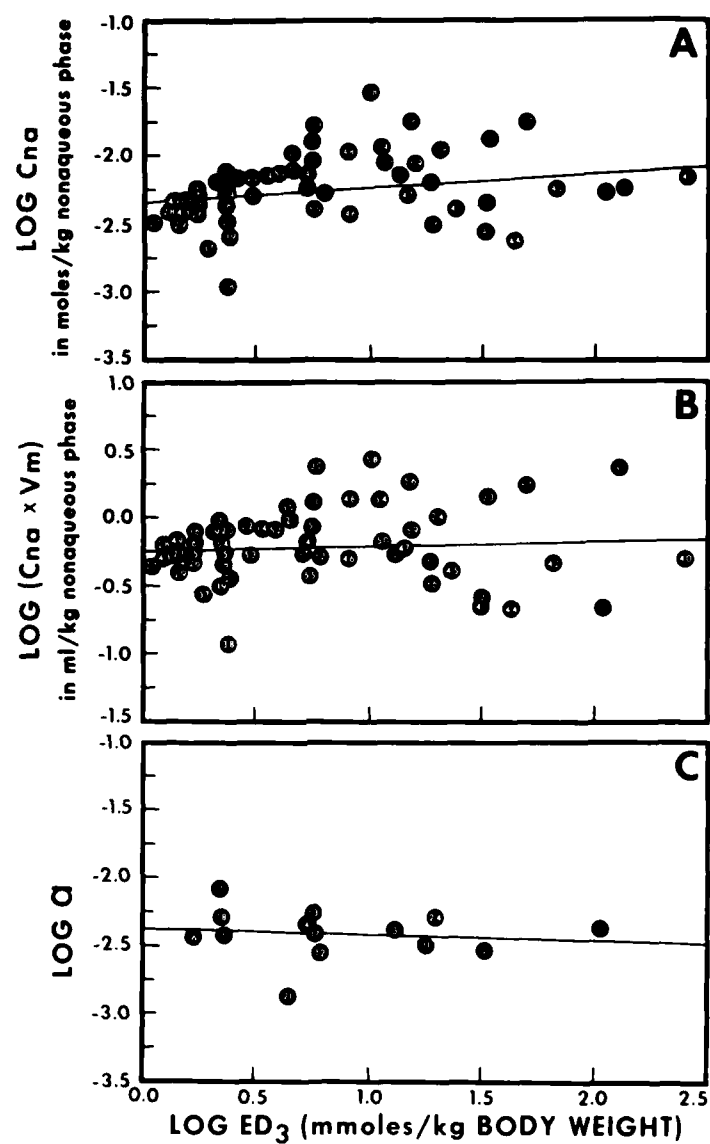 A
LOG Cna
in moles/kg nonaqueous phase
-1.0
-1.5
-2.0
-2.5
-3.0
-3.5
B
LOG (Cna x Vm)
in ml/kg nonaqueous phase
1.0
0.5
0.0
-0.5
-1.0
-1.5
C
LOG a
-1.0
-1.5
-2.0
-2.5
-3.0
-3.5
0.0 0.5 1.0 1.5 2.0 2.5
LOG ED3 (mmoles/kg BODY WEIGHT)